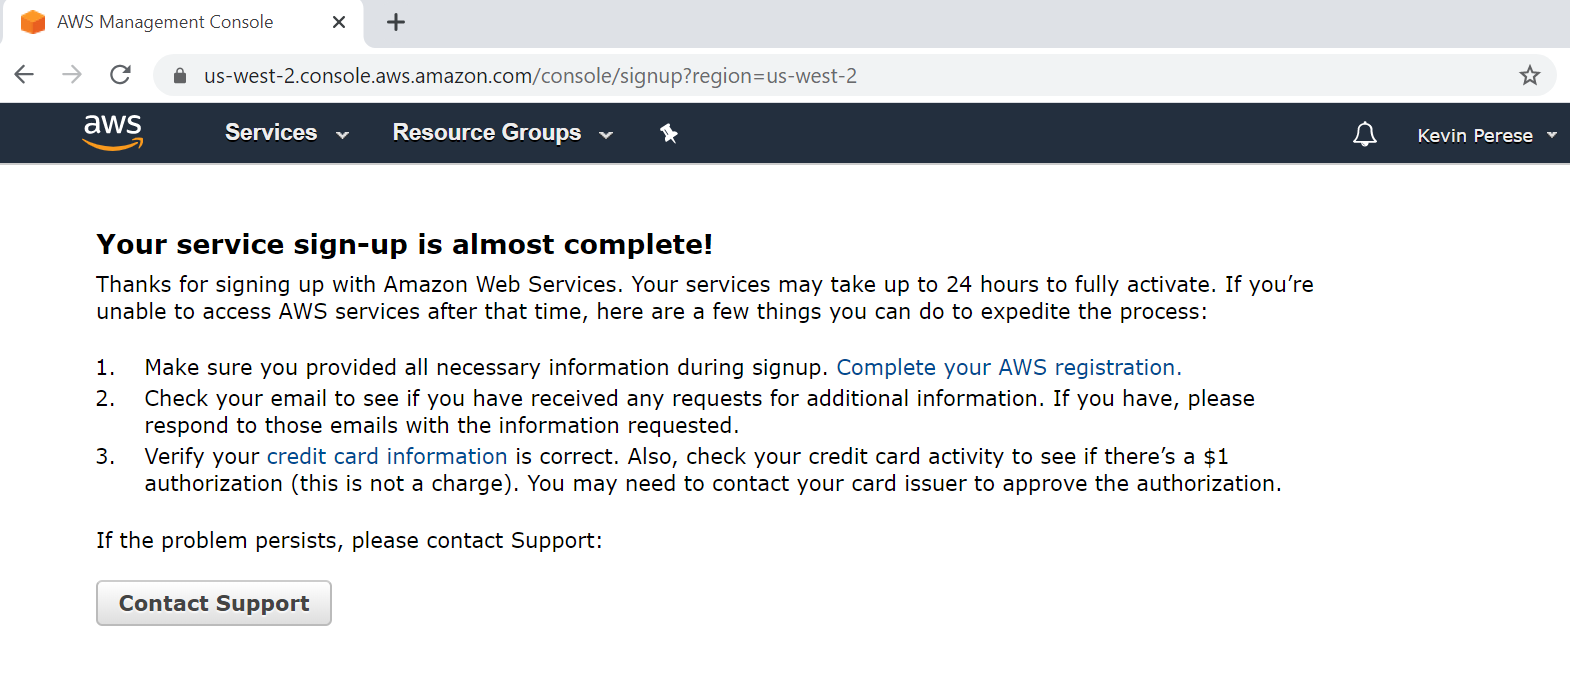 AWS Management Console
us-west-2.console.aws.amazon.com/console/signup?region=us-west-2
aws Services Resource Groups Kevin Perese
Your service sign-up is almost complete!
Thanks for signing up with Amazon Web Services. Your services may take up to 24 hours to fully activate. If you’re
unable to access AWS services after that time, here are a few things you can do to expedite the process:
1. Make sure you provided all necessary information during signup. Complete your AWS registration.
2. Check your email to see if you have received any requests for additional information. If you have, please
respond to those emails with the information requested.
3. Verify your credit card information is correct. Also, check your credit card activity to see if there’s a $1
authorization (this is not a charge). You may need to contact your card issuer to approve the authorization.
If the problem persists, please contact Support:
Contact Support